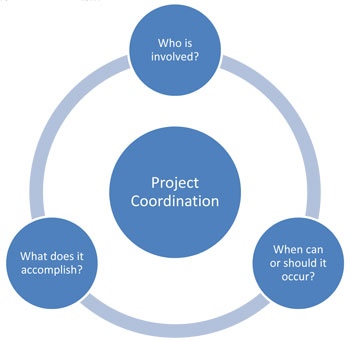 Who is
involved?
Project
Coordination
What does it
accomplish?
When can
or should it
occur?